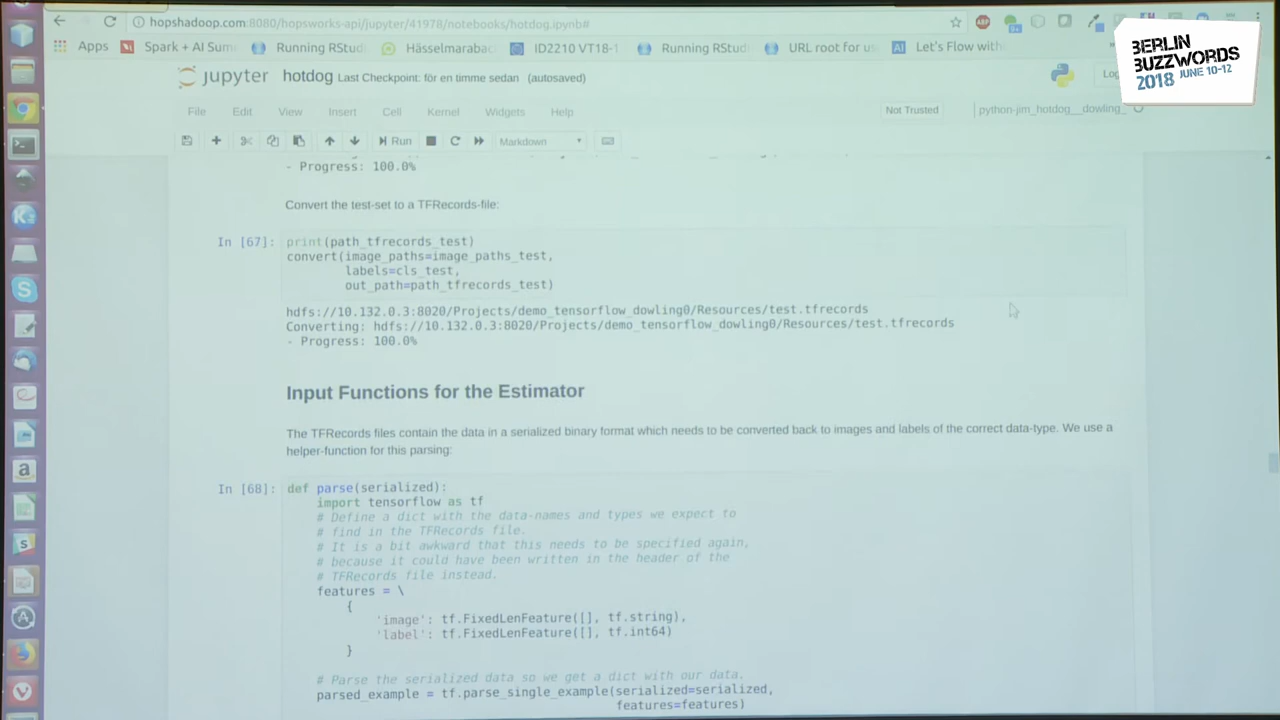 hopshadoop.com:8080/hopsworks-api/jupyter/41978/notebooks/hotdog.ipynb#
Apps Spark + AI Sum Running RStud Hässelmaraba ID2210 VT18-1 Running RStud URL root for us Let's Flow with
BERLIN
BUZZWORDS
2018 JUNE 10-12
jupyter hotdog Last Checkpoint: för en timme sedan (autosaved)
File Edit View Insert Cell Kernel Widgets Help
Not Trusted python-jim_hotdog__dowling_
Run Markdown
- Progress: 100.0%
Convert the test-set to a TFRecords-file:
In [67]: print(path_tfrecords_test)
convert(image_paths=image_paths_test,
labels=cls_test,
out_path=path_tfrecords_test)
hdfs://10.132.0.3:8020/Projects/demo_tensorflow_dowling0/Resources/test.tfrecords
Converting: hdfs://10.132.0.3:8020/Projects/demo_tensorflow_dowling0/Resources/test.tfrecords
- Progress: 100.0%
Input Functions for the Estimator
The TFRecords files contain the data in a serialized binary format which needs to be converted back to images and labels of the correct data-type. We use a
helper-function for this parsing:
In [68]: def parse(serialized):
import tensorflow as tf
# Define a dict with the data-names and types we expect to
# find in the TFRecords file.
# It is a bit awkward that this needs to be specified again,
# because it could have been written in the header of the
# TFRecords file instead.
features = \
{
'image': tf.FixedLenFeature([], tf.string),
'label': tf.FixedLenFeature([], tf.int64)
}
# Parse the serialized data so we get a dict with our data.
parsed_example = tf.parse_single_example(serialized=serialized,
features=features)